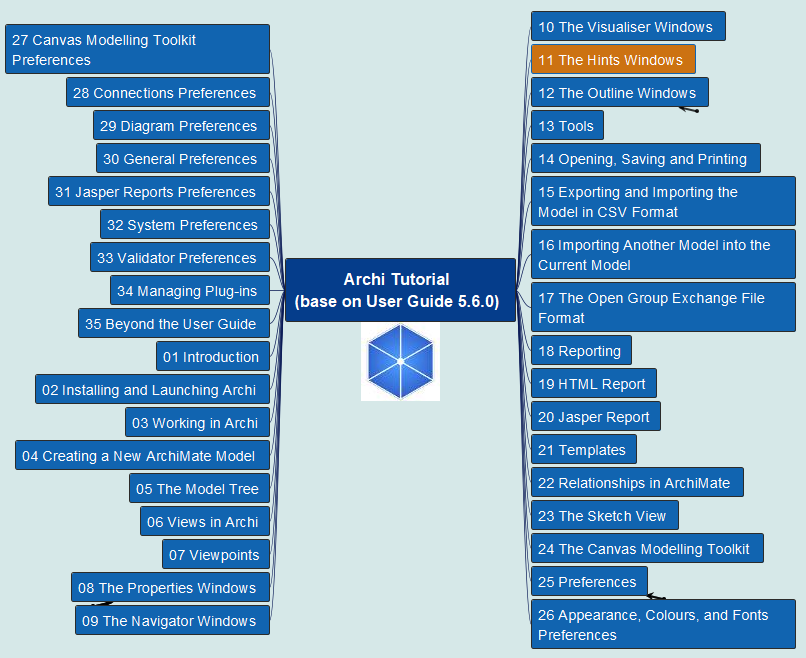 27 Canvas Modelling Toolkit
Preferences
28 Connections Preferences
29 Diagram Preferences
30 General Preferences
31 Jasper Reports Preferences
32 System Preferences
33 Validator Preferences
34 Managing Plug-ins
35 Beyond the User Guide
01 Introduction
02 Installing and Launching Archi
03 Working in Archi
04 Creating a New ArchiMate Model
05 The Model Tree
06 Views in Archi
07 Viewpoints
08 The Properties Windows
09 The Navigator Windows
Archi Tutorial
(base on User Guide 5.6.0)
10 The Visualiser Windows
11 The Hints Windows
12 The Outline Windows
13 Tools
14 Opening, Saving and Printing
15 Exporting and Importing the
Model in CSV Format
16 Importing Another Model into the
Current Model
17 The Open Group Exchange File
Format
18 Reporting
19 HTML Report
20 Jasper Report
21 Templates
22 Relationships in ArchiMate
23 The Sketch View
24 The Canvas Modelling Toolkit
25 Preferences
26 Appearance, Colours, and Fonts
Preferences